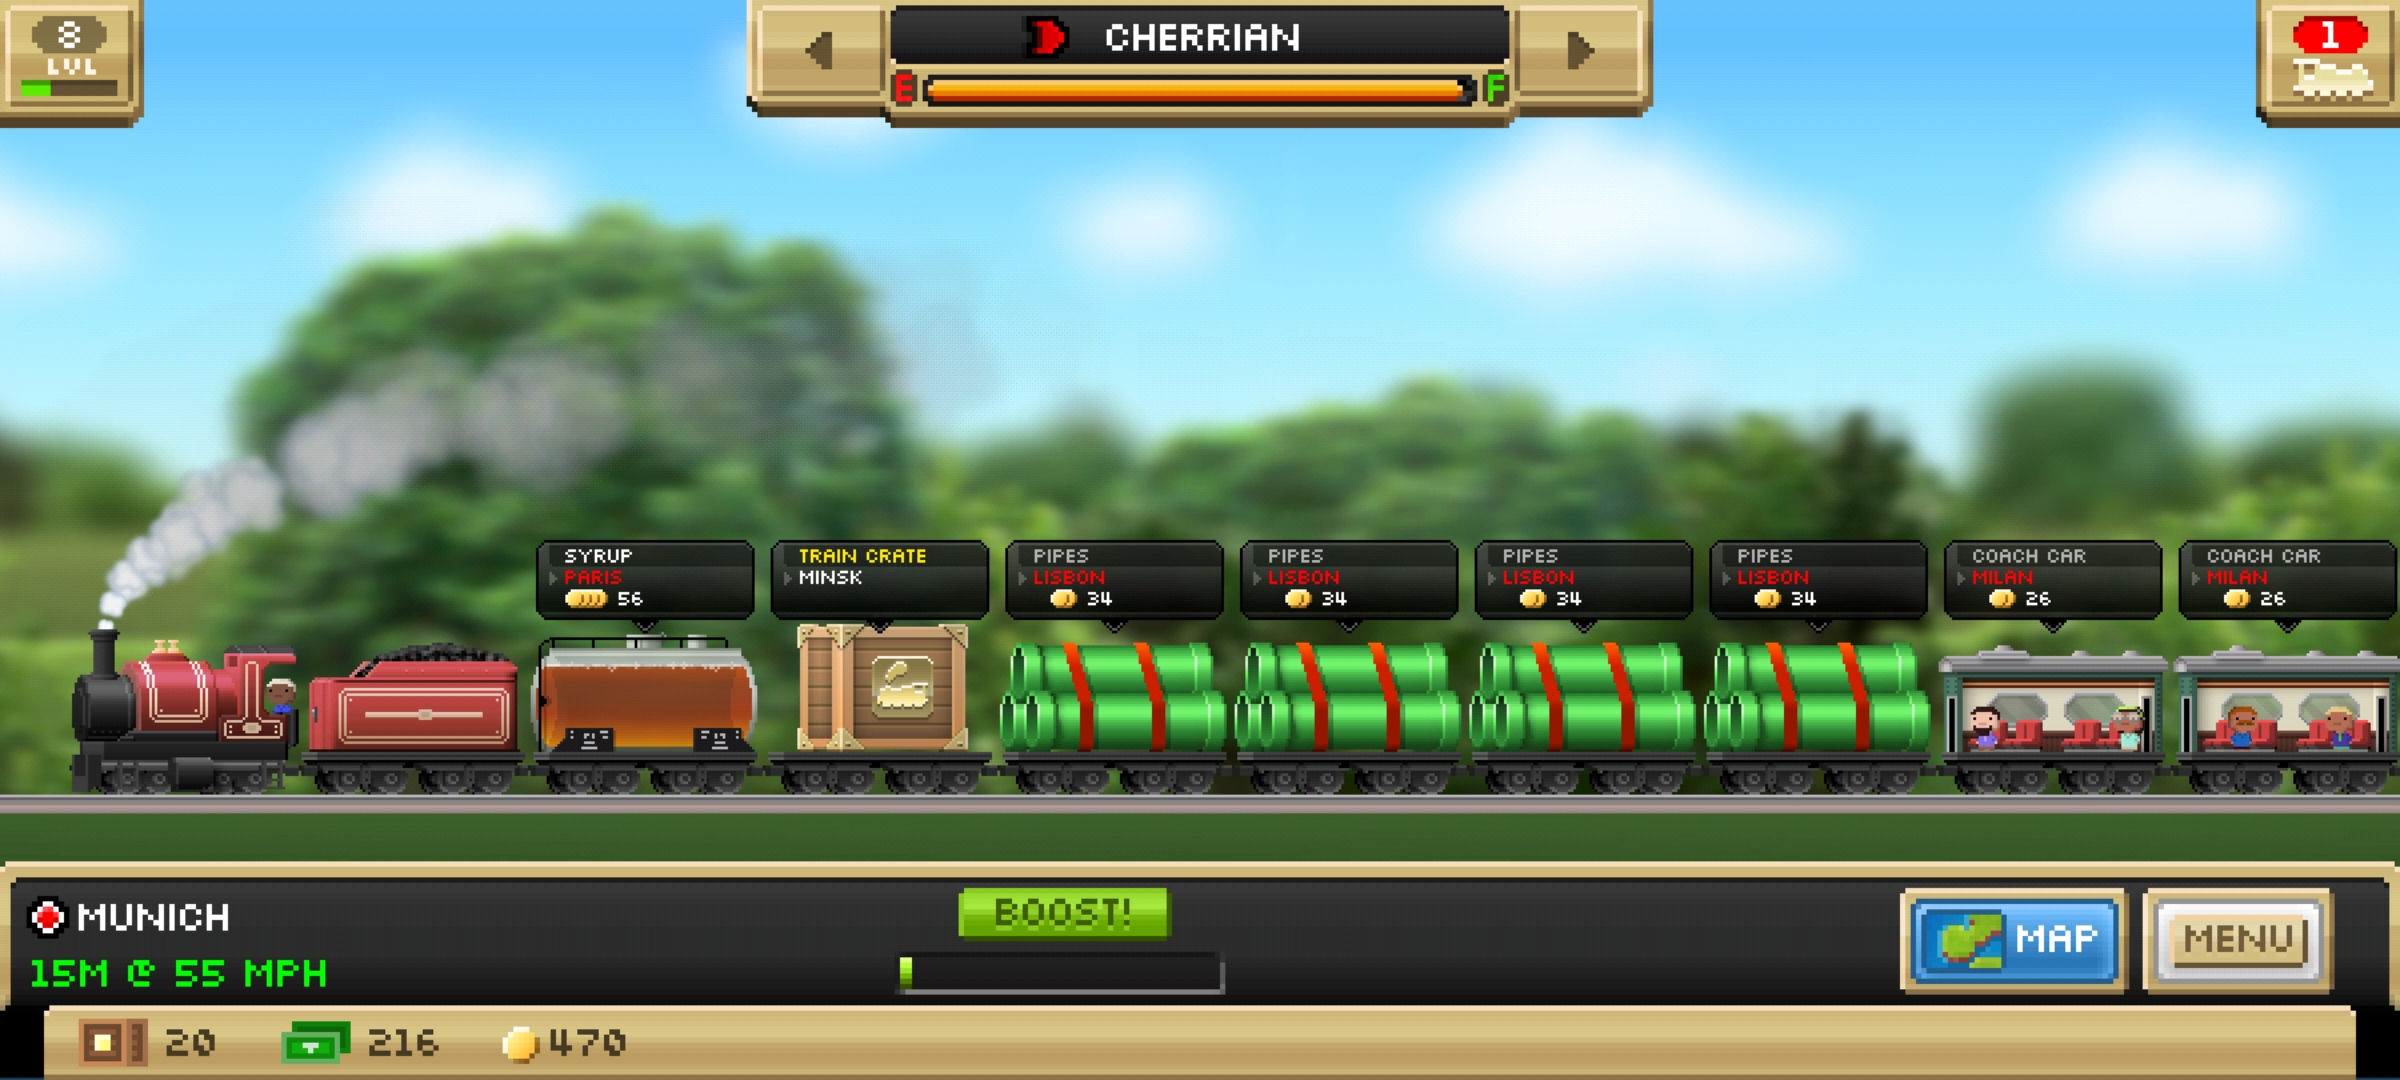 8
LVL
CHERRIAN
E F
1
SYRUP
PARIS
56
TRAIN CRATE
MINSK
PIPES
LISBON
34
PIPES
LISBON
34
PIPES
LISBON
34
PIPES
LISBON
34
COACH CAR
MILAN
26
COACH CAR
MILAN
26
MUNICH
15M @ 55 MPH
BOOST!
MAP
MENU
20
216
470